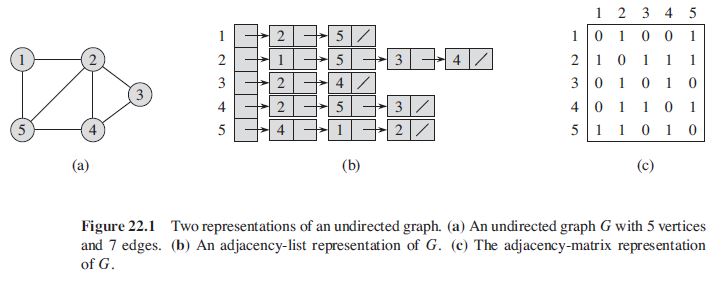 1 2 3 5 4
(a)
1 2 5 /
2 1 5 3 4 /
3 2 4 /
4 2 5 3 /
5 4 1 2 /
(b)
1 2 3 4 5
1 0 1 0 0 1
2 1 0 1 1 1
3 0 1 0 1 0
4 0 1 1 0 1
5 1 1 0 1 0
(c)
Figure 22.1 Two representations of an undirected graph. (a) An undirected graph G with 5 vertices
and 7 edges. (b) An adjacency-list representation of G. (c) The adjacency-matrix representation
of G.